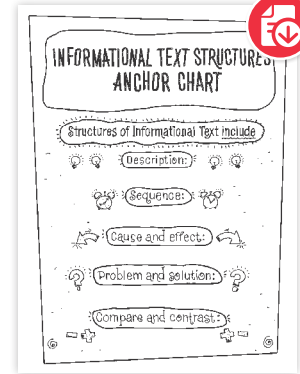 INFORMATIONAL TEXT STRUCTURES
ANCHOR CHART
Structures of Informational Text include
Description:
Sequence:
Cause and effect:
Problem and solution:
Compare and contrast: